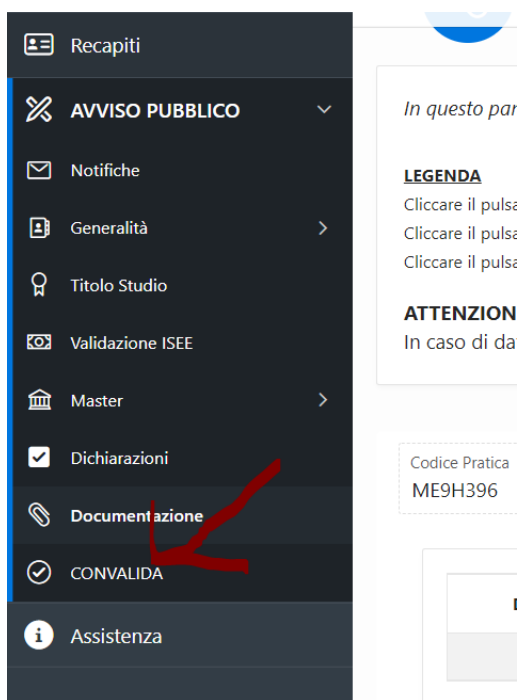 Recapiti
AVVISO PUBBLICO
Notifiche
Generalità
Titolo Studio
Validazione ISEE
Master
Dichiarazioni
Documentazione
CONVALIDA
Assistenza
In questo par
LEGENDA
Cliccare il pulsa
Cliccare il pulsa
Cliccare il pulsa
ATTENZION
In caso di da
Codice Pratica
ME9H396